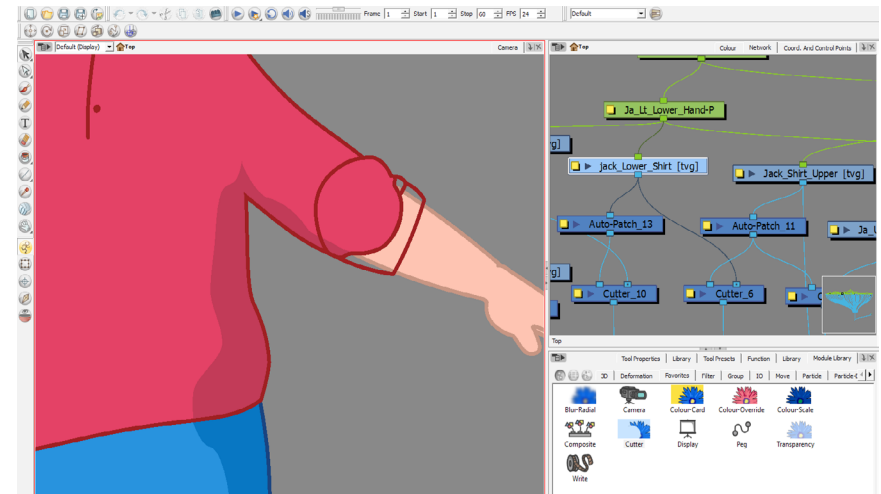 Frame 1 Start 1 Stop 60 FPS 24 Default
Default (Display) Top Camera
Top Colour Network Coord. And Control Points
T
Ja_Lt_Lower_Hand-P
vg]
jack_Lower_Shirt [tvg]
Jack_Shirt_Upper [tvg]
Auto-Patch_13
Auto-Patch 11
vg]
Cutter_10
Cutter_6
Top
Tool Properties Library Tool Presets Function Library Module Library
3D Deformation Favorites Filter Group IO Move Particle
Blur-Radial Camera Colour-Card Colour-Override Colour-Scale
Composite Cutter Display Peg Transparency
Write